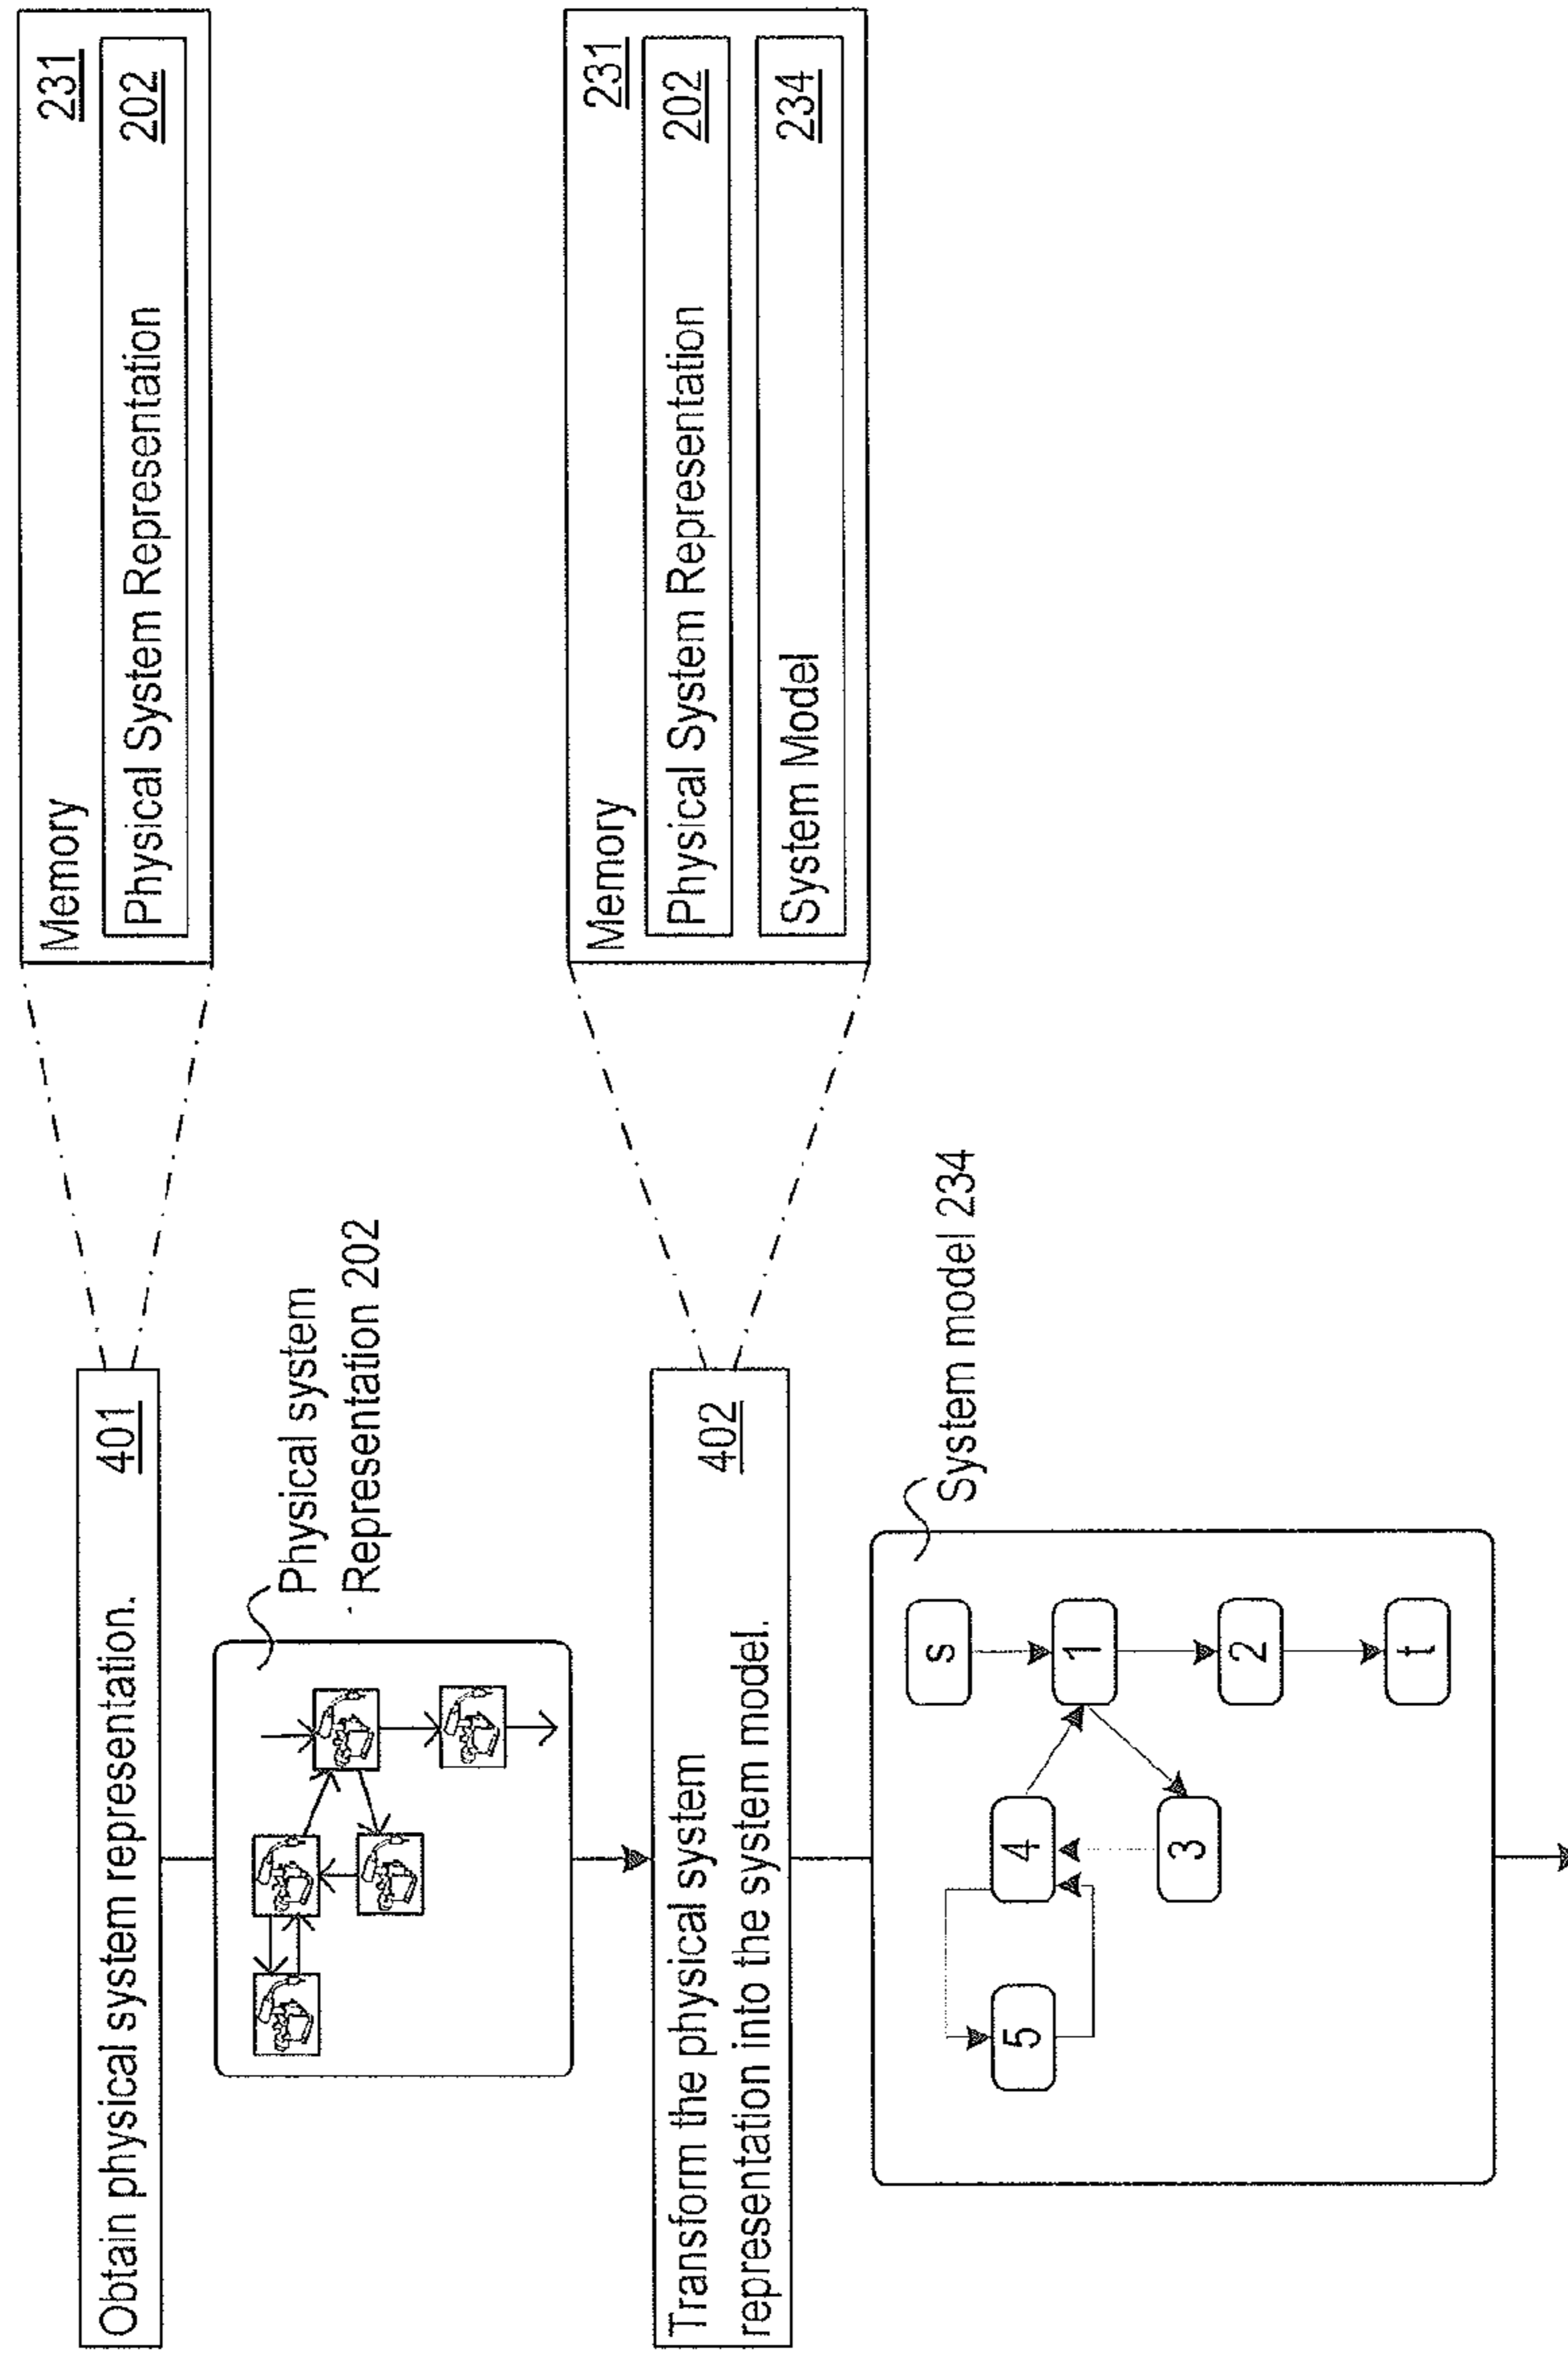 Obtain physical system representation.
401
Memory
231
Physical System Representation
202
Physical system
Representation 202
Transform the physical system
representation into the system model.
402
Memory
231
Physical System Representation
202
System Model
234
System model 234
s
1
2
t
4
3
5